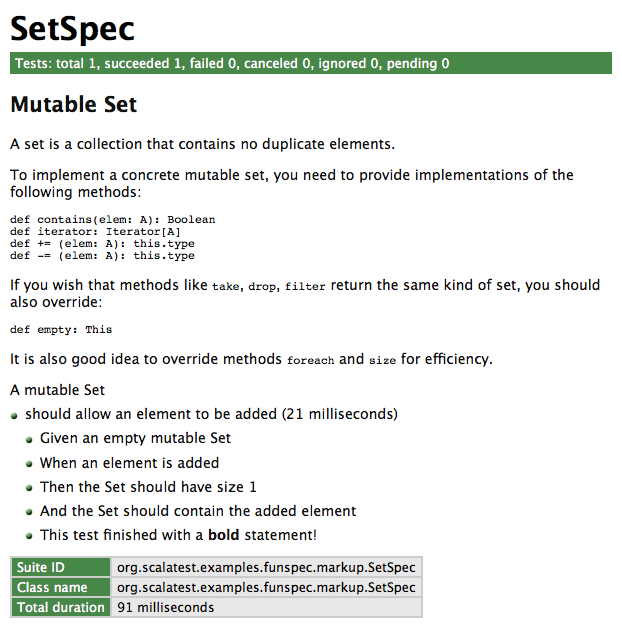 SetSpec
Tests: total 1, succeeded 1, failed 0, canceled 0, ignored 0, pending 0
Mutable Set
A set is a collection that contains no duplicate elements.
To implement a concrete mutable set, you need to provide implementations of the
following methods:
def contains(elem: A): Boolean
def iterator: Iterator[A]
def += (elem: A): this.type
def -= (elem: A): this.type
If you wish that methods like take, drop, filter return the same kind of set, you should
also override:
def empty: This
It is also good idea to override methods foreach and size for efficiency.
A mutable Set
should allow an element to be added (21 milliseconds)
Given an empty mutable Set
When an element is added
Then the Set should have size 1
And the Set should contain the added element
This test finished with a bold statement!
Suite ID org.scalatest.examples.funspec.markup.SetSpec
Class name org.scalatest.examples.funspec.markup.SetSpec
Total duration 91 milliseconds